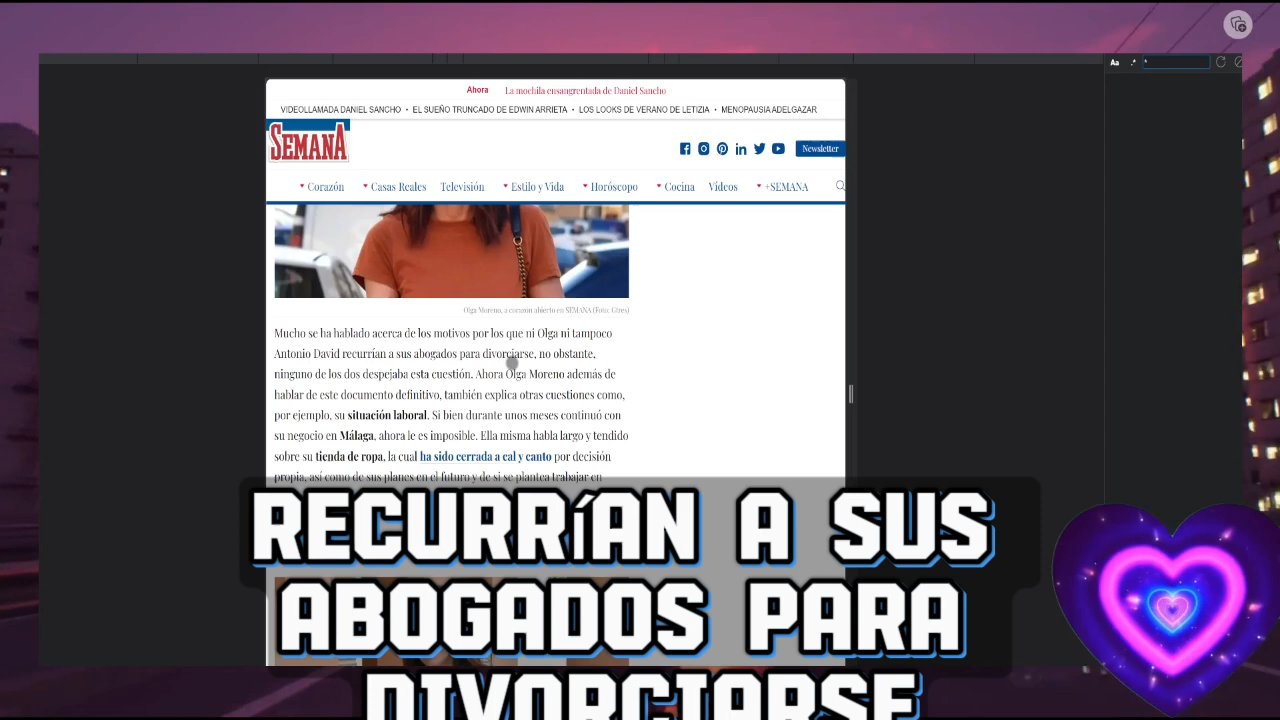 Aa .*
Ahora La mochila ensangrentada de Daniel Sancho
VIDEOLLAMADA DANIEL SANCHO • EL SUEÑO TRUNCADO DE EDWIN ARRIETA • LOS LOOKS DE VERANO DE LETIZIA • MENOPAUSIA ADELGAZAR
SEMANA
Newsletter
Corazón Casas Reales Televisión Estilo y Vida Horóscopo Cocina Vídeos +SEMANA
Olga Moreno, a corazón abierto en SEMANA (Foto: Gtres)
Mucho se ha hablado acerca de los motivos por los que ni Olga ni tampoco
Antonio David recurrían a sus abogados para divorciarse, no obstante,
ninguno de los dos despejaba esta cuestión. Ahora Olga Moreno además de
hablar de este documento definitivo, también explica otras cuestiones como,
por ejemplo, su situación laboral. Si bien durante unos meses continuó con
su negocio en Málaga, ahora le es imposible. Ella misma habla largo y tendido
sobre su tienda de ropa, la cual ha sido cerrada a cal y canto por decisión
propia, así como de sus planes en el futuro y de si se plantea trabajar en
RECURRíAN A SUS
ABOGADOS PARA
DIVORCIARSE